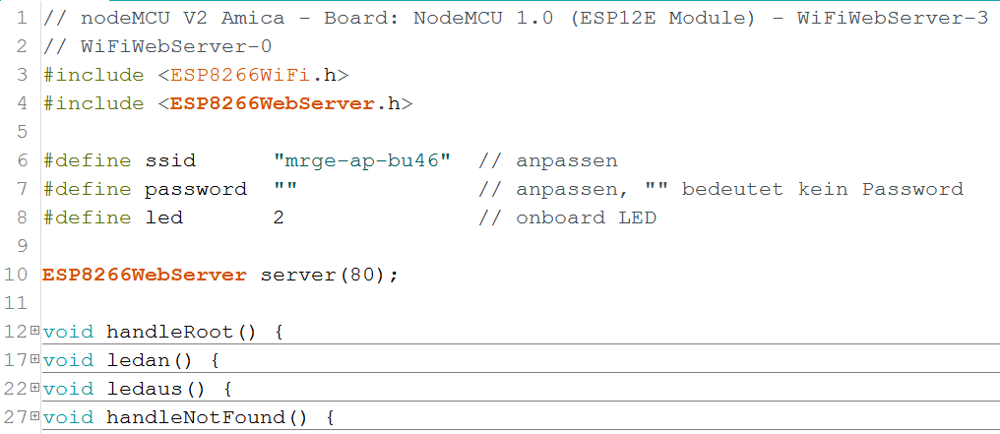 1 // nodeMCU V2 Amica - Board: NodeMCU 1.0 (ESP12E Module) - WiFiWebServer-3
2 // WiFiWebServer-0
3 #include <ESP8266WiFi.h>
4 #include <ESP8266WebServer.h>
5
6 #define ssid      "mrge-ap-bu46"  // anpassen
7 #define password  ""              // anpassen, "" bedeutet kein Password
8 #define led       2               // onboard LED
9
10 ESP8266WebServer server(80);
11
12 void handleRoot() {
17 void ledan() {
22 void ledaus() {
27 void handleNotFound() {